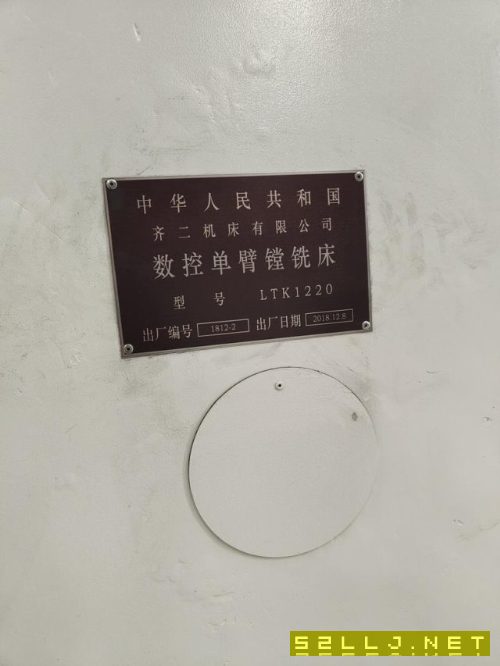 中华人民共和国
齐二机床有限公司
数控单臂镗铣床
型号 LTK1220
出厂编号 1812-2 出厂日期 2018.12.8
52LLJ.NET